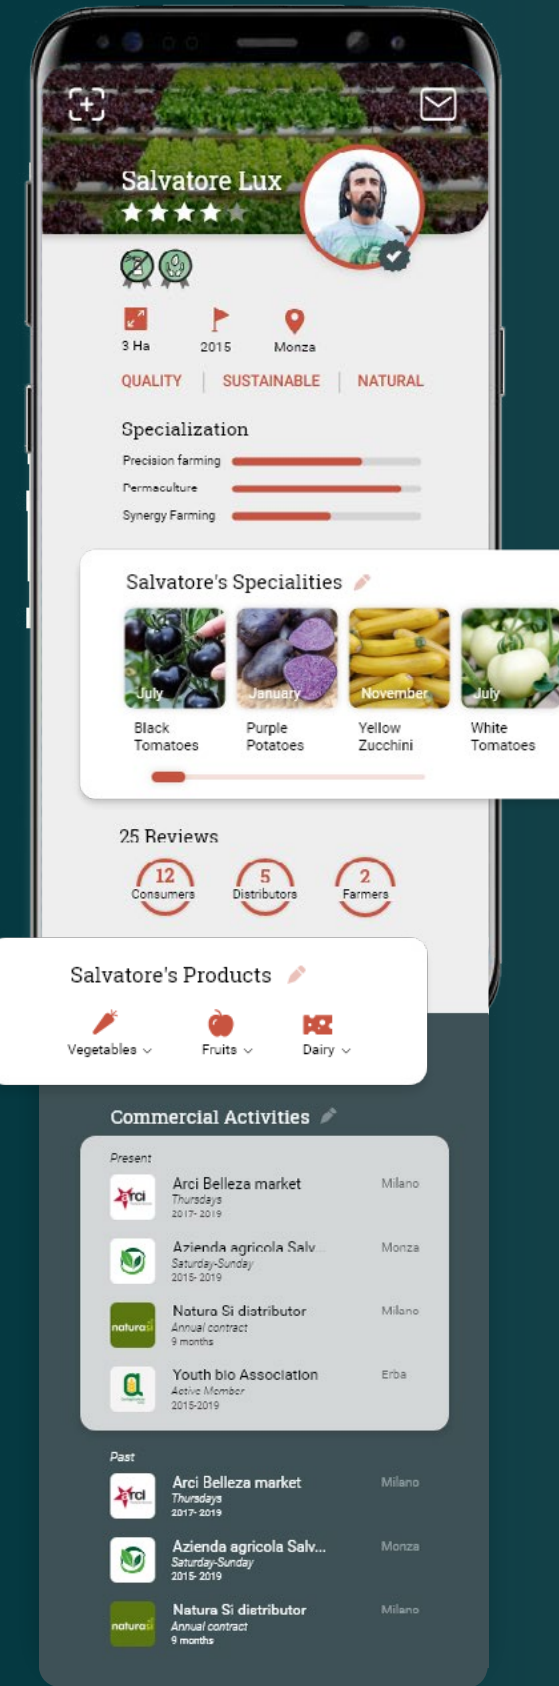 Salvatore Lux
3 Ha
2015
Monza
QUALITY | SUSTAINABLE | NATURAL
Specialization
Precision farming
Permaculture
Synergy Farming
Salvatore's Specialities
July
January
November
July
Black
Tomatoes
Purple
Potatoes
Yellow
Zucchini
White
Tomatoes
25 Reviews
12
Consumers
5
Distributors
2
Farmers
Salvatore's Products
Vegetables
Fruits
Dairy
Commercial Activities
Present
arci
Arci Belleza market
Milano
Thursdays
2017- 2019
Azienda agricola Salv...
Monza
Saturday-Sunday
2015- 2019
naturasì
Natura Si distributor
Milano
Annual contract
9 months
Youth bio Association
Erba
Active Member
2015-2019
Past
arci
Arci Belleza market
Milano
Thursdays
2017- 2019
Azienda agricola Salv...
Monza
Saturday-Sunday
2015- 2019
naturasì
Natura Si distributor
Milano
Annual contract
9 months